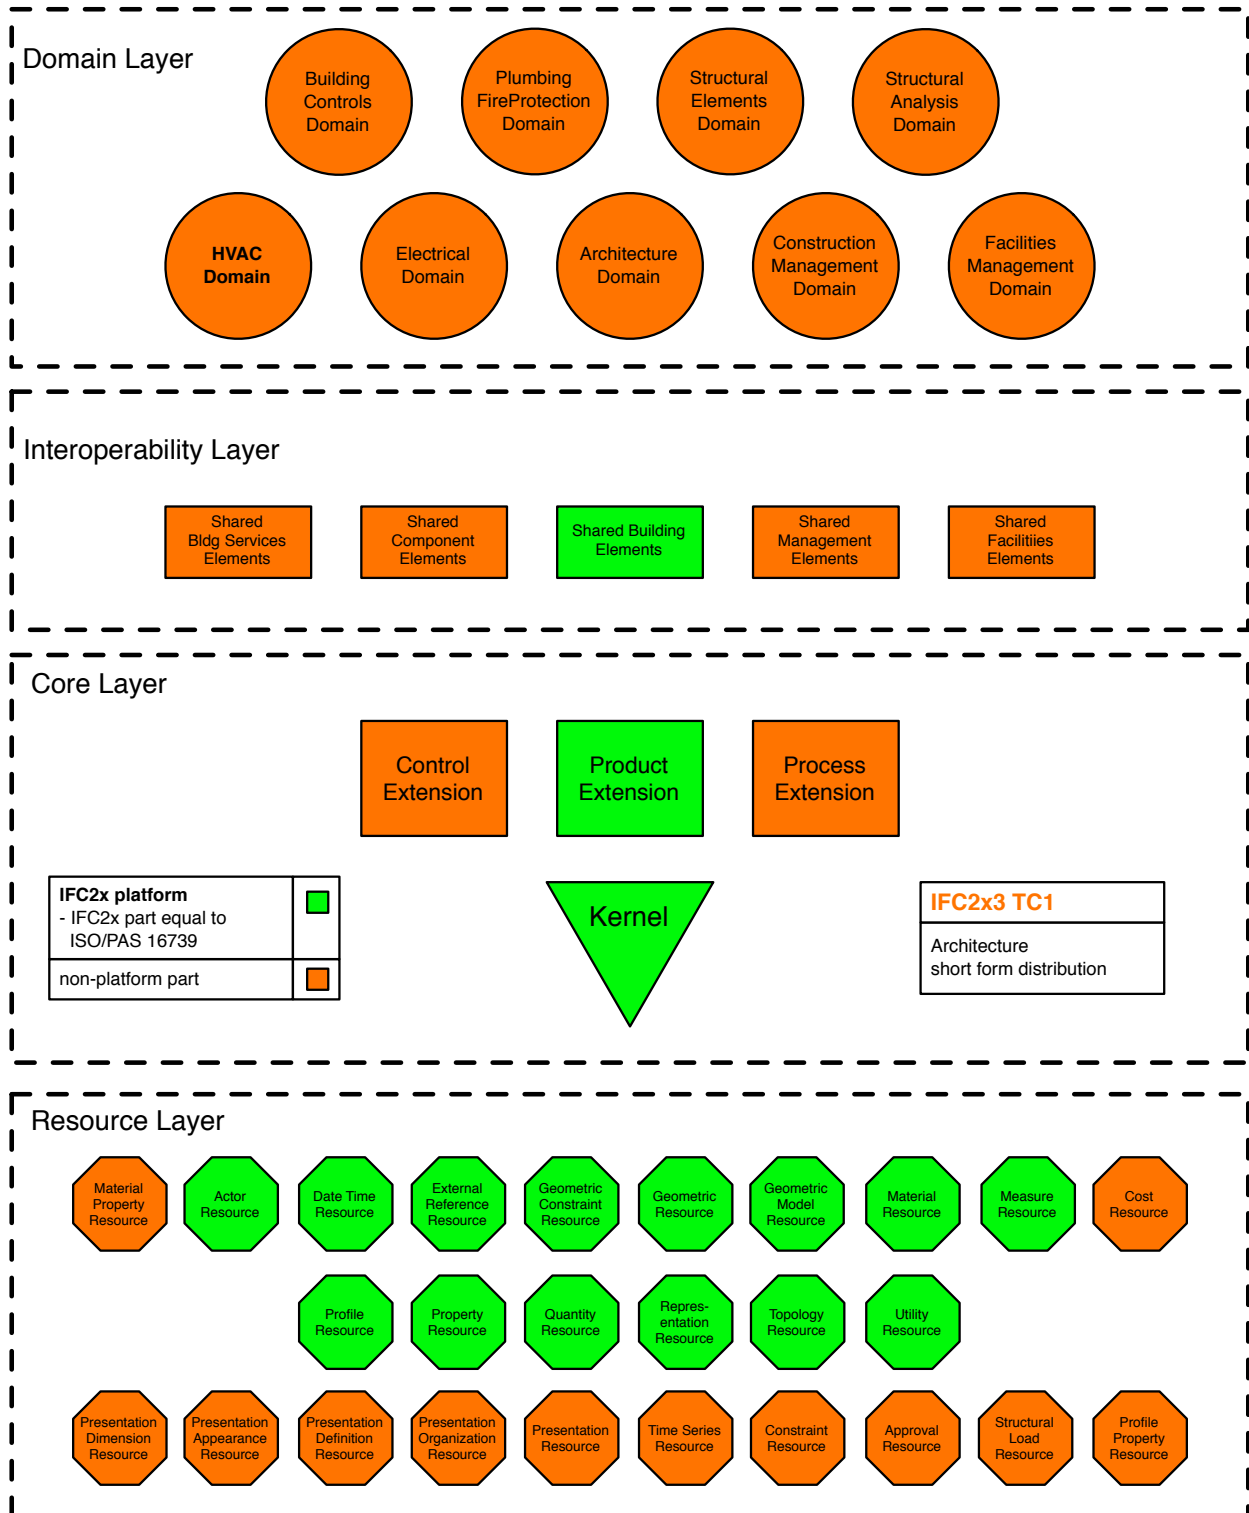 Domain Layer
Building
Controls
Domain
Plumbing
FireProtection
Domain
Structural
Elements
Domain
Structural
Analysis
Domain
HVAC
Domain
Electrical
Domain
Architecture
Domain
Construction
Management
Domain
Facilities
Management
Domain
Interoperability Layer
Shared
Bldg Services
Elements
Shared
Component
Elements
Shared Building
Elements
Shared
Management
Elements
Shared
Facilitiies
Elements
Core Layer
Control
Extension
Product
Extension
Process
Extension
IFC2x platform
- IFC2x part equal to
ISO/PAS 16739
non-platform part
Kernel
IFC2x3 TC1
Architecture
short form distribution
Resource Layer
Material
Property
Resource
Actor
Resource
Date Time
Resource
External
Reference
Resource
Geometric
Constraint
Resource
Geometric
Resource
Geometric
Model
Resource
Material
Resource
Measure
Resource
Cost
Resource
Profile
Resource
Property
Resource
Quantity
Resource
Repres-
entation
Resource
Topology
Resource
Utility
Resource
Presentation
Dimension
Resource
Presentation
Appearance
Resource
Presentation
Definition
Resource
Presentation
Organization
Resource
Presentation
Resource
Time Series
Resource
Constraint
Resource
Approval
Resource
Structural
Load
Resource
Profile
Property
Resource